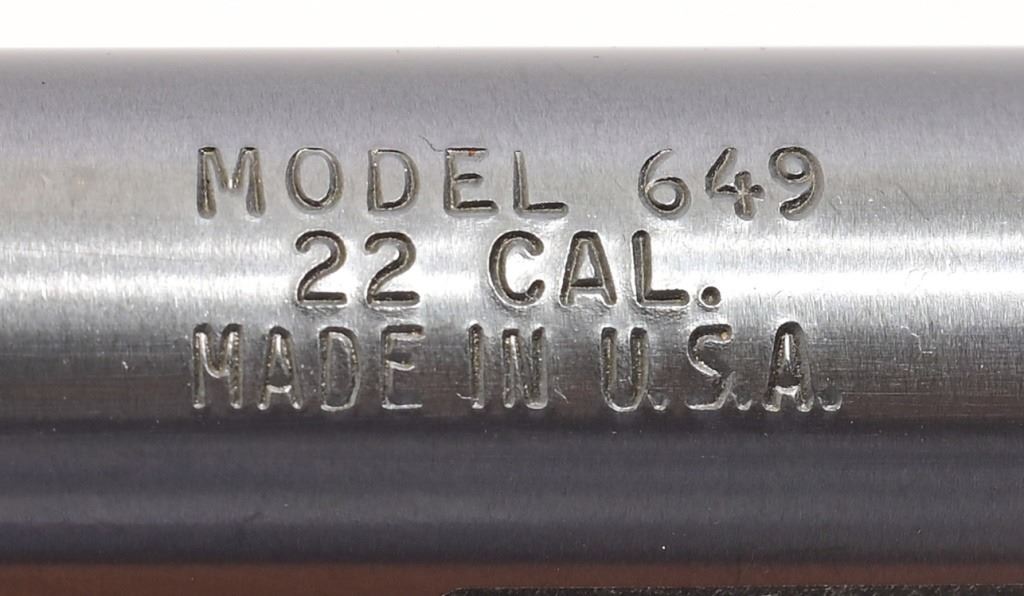 MODEL 649
22 CAL.
MADE IN U.S.A.